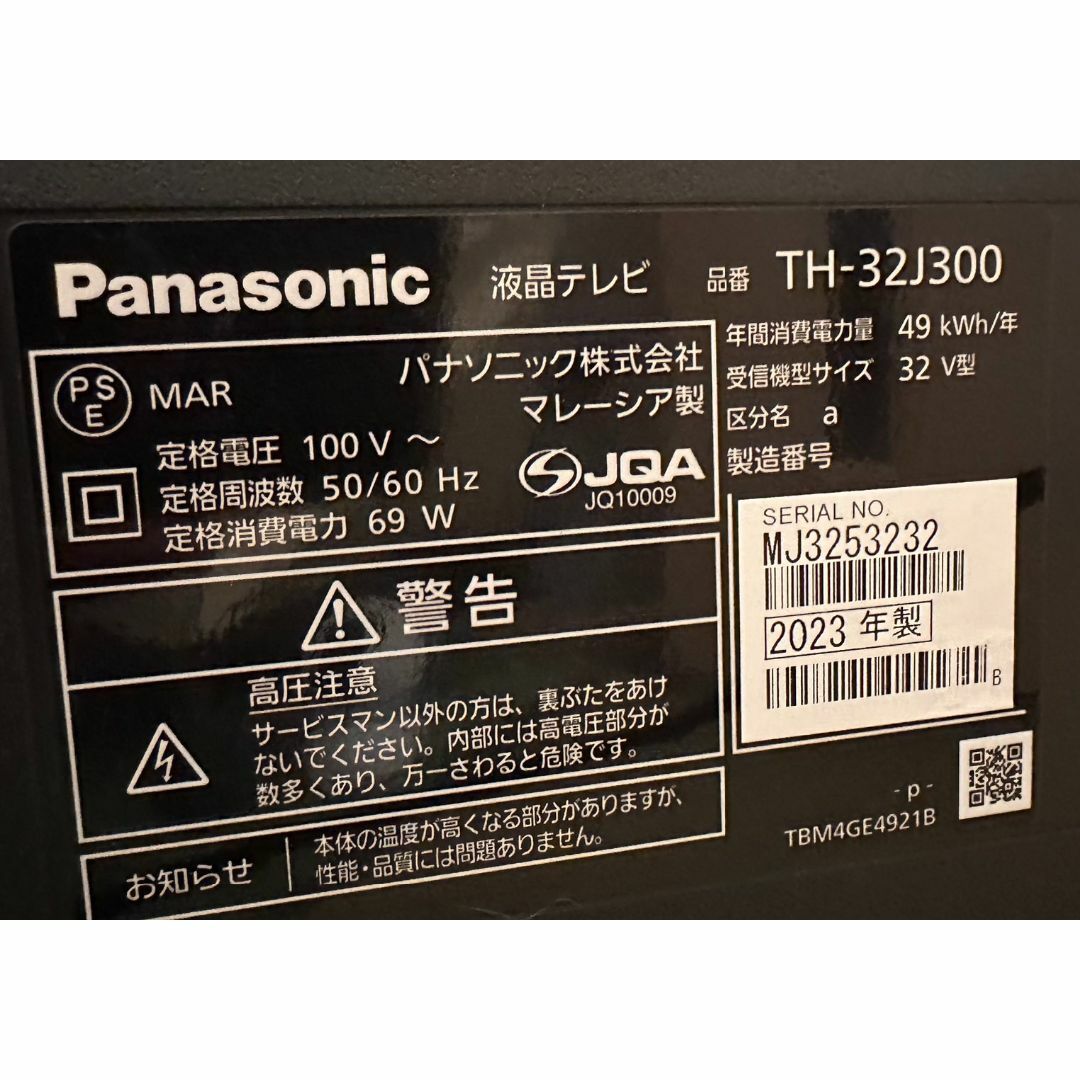 Panasonic 液晶テレビ 品番 TH-32J300
PS
E
MAR
パナソニック株式会社
マレーシア製
定格電圧 100 V ～
定格周波数 50/60 Hz
定格消費電力 69 W
JQA
JQ10009
年間消費電力量 49 kWh/年
受信機型サイズ 32 V型
区分名 a
製造番号
SERIAL NO.
MJ3253232
2023 年製
B
警告
高圧注意
サービスマン以外の方は、裏ぶたをあけ
ないでください。内部には高電圧部分が
数多くあり、万一さわると危険です。
お知らせ
本体の温度が高くなる部分がありますが、
性能・品質には問題ありません。
- p -
TBM4GE4921B